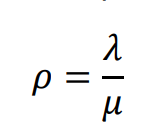 ρ = λ/μ